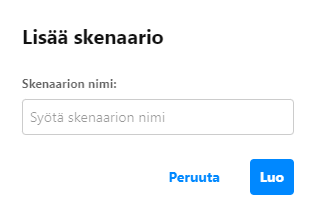 Lisää skenaario
Skenaarion nimi:
Syötä skenaarion nimi
Peruuta Luo